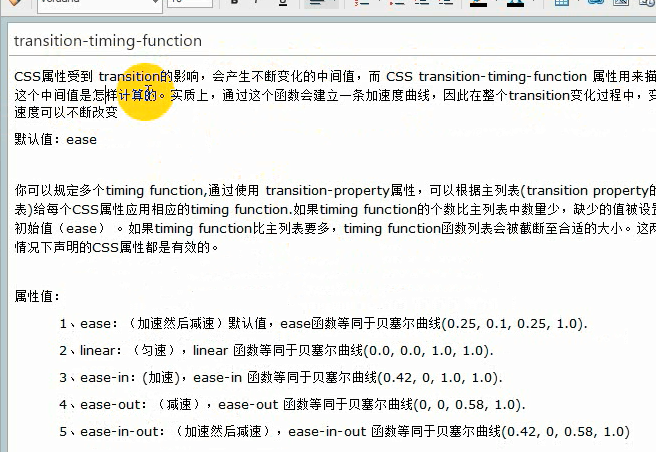 transition-timing-function
CSS属性受到 transition的影响，会产生不断变化的中间值，而 CSS transition-timing-function 属性用来描
这个中间值是怎样计算的。实质上，通过这个函数会建立一条加速度曲线，因此在整个transition变化过程中，变
速度可以不断改变
默认值：ease
你可以规定多个timing function,通过使用 transition-property属性，可以根据主列表(transition property的
表)给每个CSS属性应用相应的timing function.如果timing function的个数比主列表中数量少，缺少的值被设置
初始值（ease） 。如果timing function比主列表要多，timing function函数列表会被截断至合适的大小。这两
情况下声明的CSS属性都是有效的。
属性值：
1、ease：（加速然后减速）默认值，ease函数等同于贝塞尔曲线(0.25, 0.1, 0.25, 1.0).
2、linear：（匀速），linear 函数等同于贝塞尔曲线(0.0, 0.0, 1.0, 1.0).
3、ease-in：(加速)，ease-in 函数等同于贝塞尔曲线(0.42, 0, 1.0, 1.0).
4、ease-out：（减速），ease-out 函数等同于贝塞尔曲线(0, 0, 0.58, 1.0).
5、ease-in-out：（加速然后减速），ease-in-out 函数等同于贝塞尔曲线(0.42, 0, 0.58, 1.0)